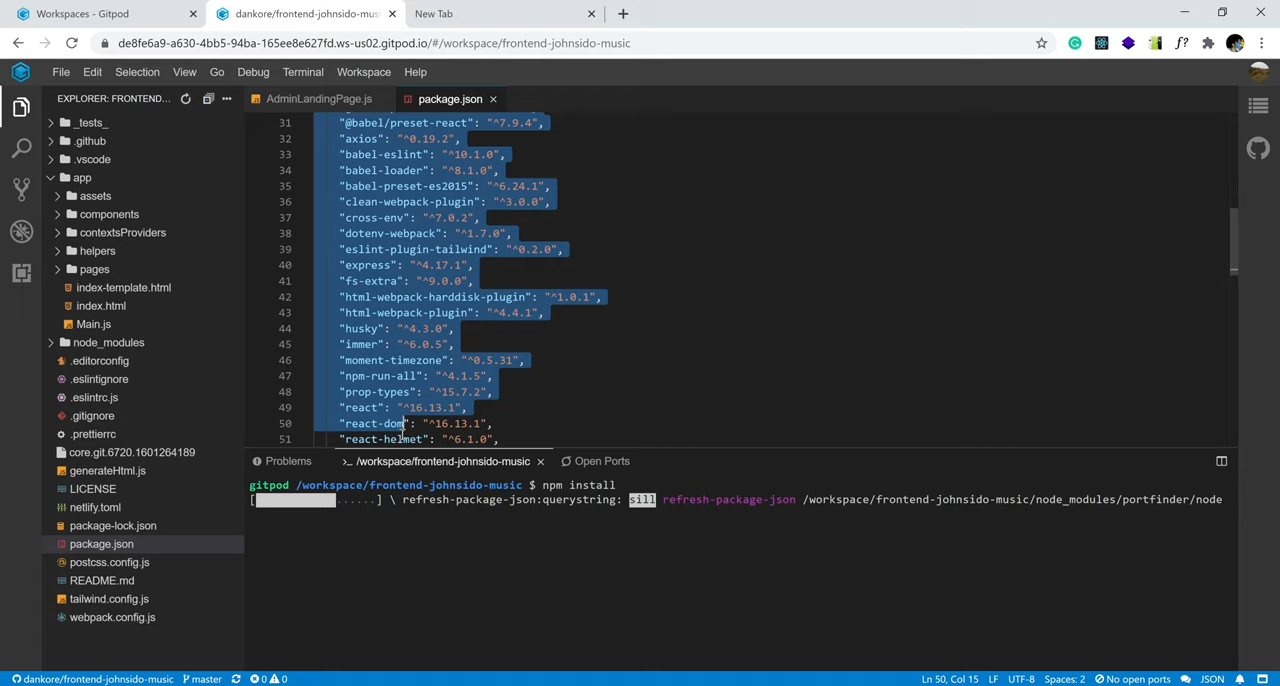 Workspaces - Gitpod
dankore/frontend-johnsido-musi
New Tab
de8fe6a9-a630-4bb5-94ba-165ee8e627fd.ws-us02.gitpod.io/#/workspace/frontend-johnsido-music
f?
File Edit Selection View Go Debug Terminal Workspace Help
EXPLORER: FRONTEND...
AdminLandingPage.js
package.json
_tests_
.github
.vscode
app
assets
components
contextsProviders
helpers
pages
index-template.html
index.html
Main.js
node_modules
.editorconfig
.eslintignore
.eslintrc.js
.gitignore
.prettierrc
core.git.6720.1601264189
generateHtml.js
LICENSE
netlify.toml
package-lock.json
package.json
postcss.config.js
README.md
tailwind.config.js
webpack.config.js
31 "@babel/preset-react": "^7.9.4",
32 "axios": "^0.19.2",
33 "babel-eslint": "^10.1.0",
34 "babel-loader": "^8.1.0",
35 "babel-preset-es2015": "^6.24.1",
36 "clean-webpack-plugin": "^3.0.0",
37 "cross-env": "^7.0.2",
38 "dotenv-webpack": "^1.7.0",
39 "eslint-plugin-tailwind": "^0.2.0",
40 "express": "^4.17.1",
41 "fs-extra": "^9.0.0",
42 "html-webpack-harddisk-plugin": "^1.0.1",
43 "html-webpack-plugin": "^4.4.1",
44 "husky": "^4.3.0",
45 "immer": "^6.0.5",
46 "moment-timezone": "^0.5.31",
47 "npm-run-all": "^4.1.5",
48 "prop-types": "^15.7.2",
49 "react": "^16.13.1",
50 "react-dom": "^16.13.1",
51 "react-helmet": "^6.1.0",
Problems
>_ /workspace/frontend-johnsido-music
Open Ports
gitpod /workspace/frontend-johnsido-music $ npm install
[ ......] \ refresh-package-json:querystring: sill refresh-package-json /workspace/frontend-johnsido-music/node_modules/portfinder/node
dankore/frontend-johnsido-music master 0 0 Ln 50, Col 15 LF UTF-8 Spaces: 2 No open ports JSON